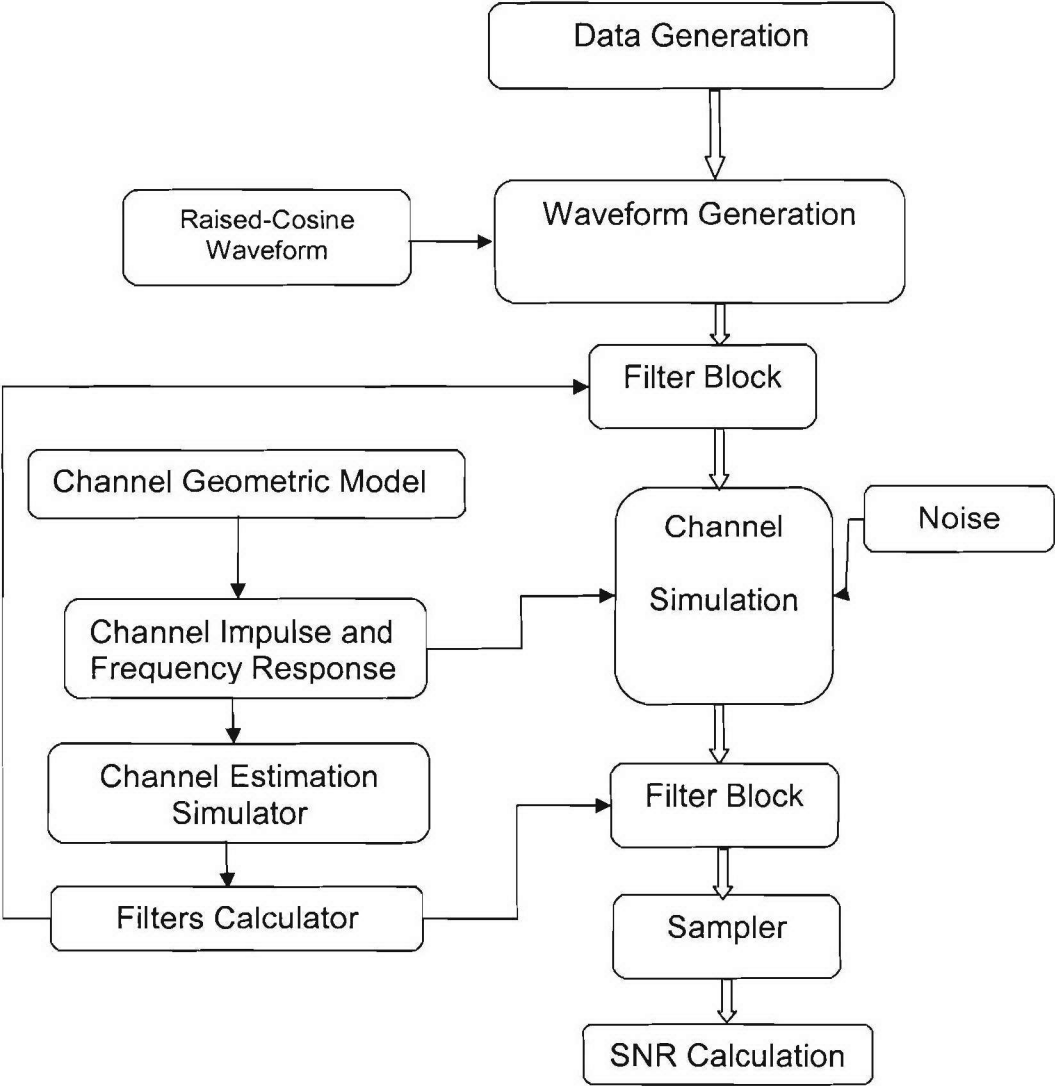 Data Generation
Raised-Cosine
Waveform
Waveform Generation
Filter Block
Channel Geometric Model
Channel
Simulation
Noise
Channel Impulse and
Frequency Response
Channel Estimation
Simulator
Filter Block
Filters Calculator
Sampler
SNR Calculation